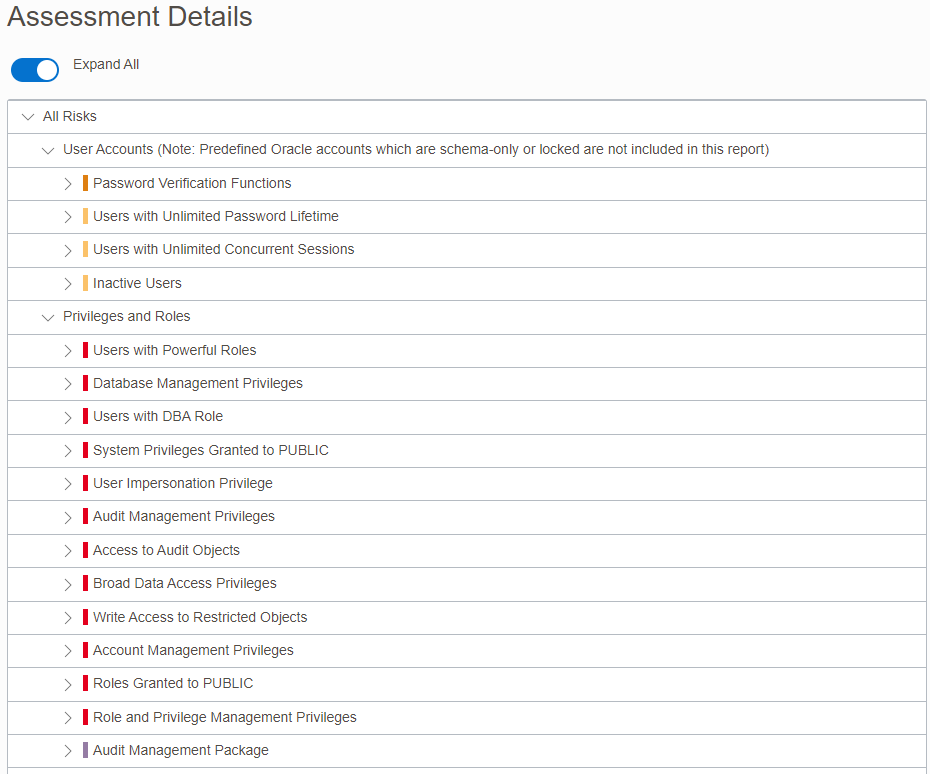 Assessment Details
Expand All
All Risks
User Accounts (Note: Predefined Oracle accounts which are schema-only or locked are not included in this report)
Password Verification Functions
Users with Unlimited Password Lifetime
Users with Unlimited Concurrent Sessions
Inactive Users
Privileges and Roles
Users with Powerful Roles
Database Management Privileges
Users with DBA Role
System Privileges Granted to PUBLIC
User Impersonation Privilege
Audit Management Privileges
Access to Audit Objects
Broad Data Access Privileges
Write Access to Restricted Objects
Account Management Privileges
Roles Granted to PUBLIC
Role and Privilege Management Privileges
Audit Management Package